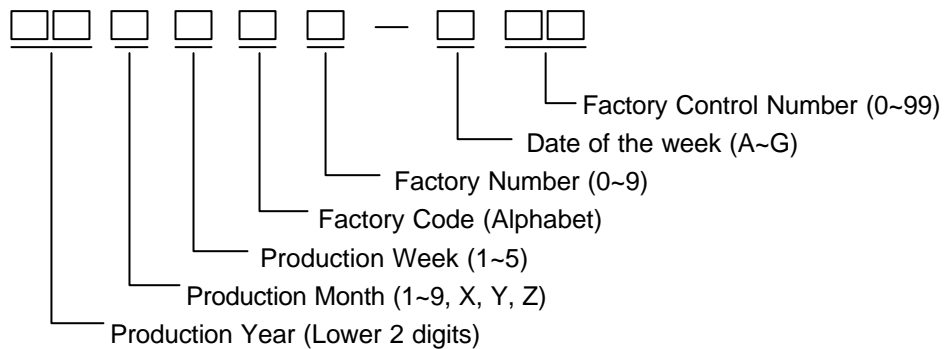 Factory Control Number (0~99)
Date of the week (A~G)
Factory Number (0~9)
Factory Code (Alphabet)
Production Week (1~5)
Production Month (1~9, X, Y, Z)
Production Year (Lower 2 digits)